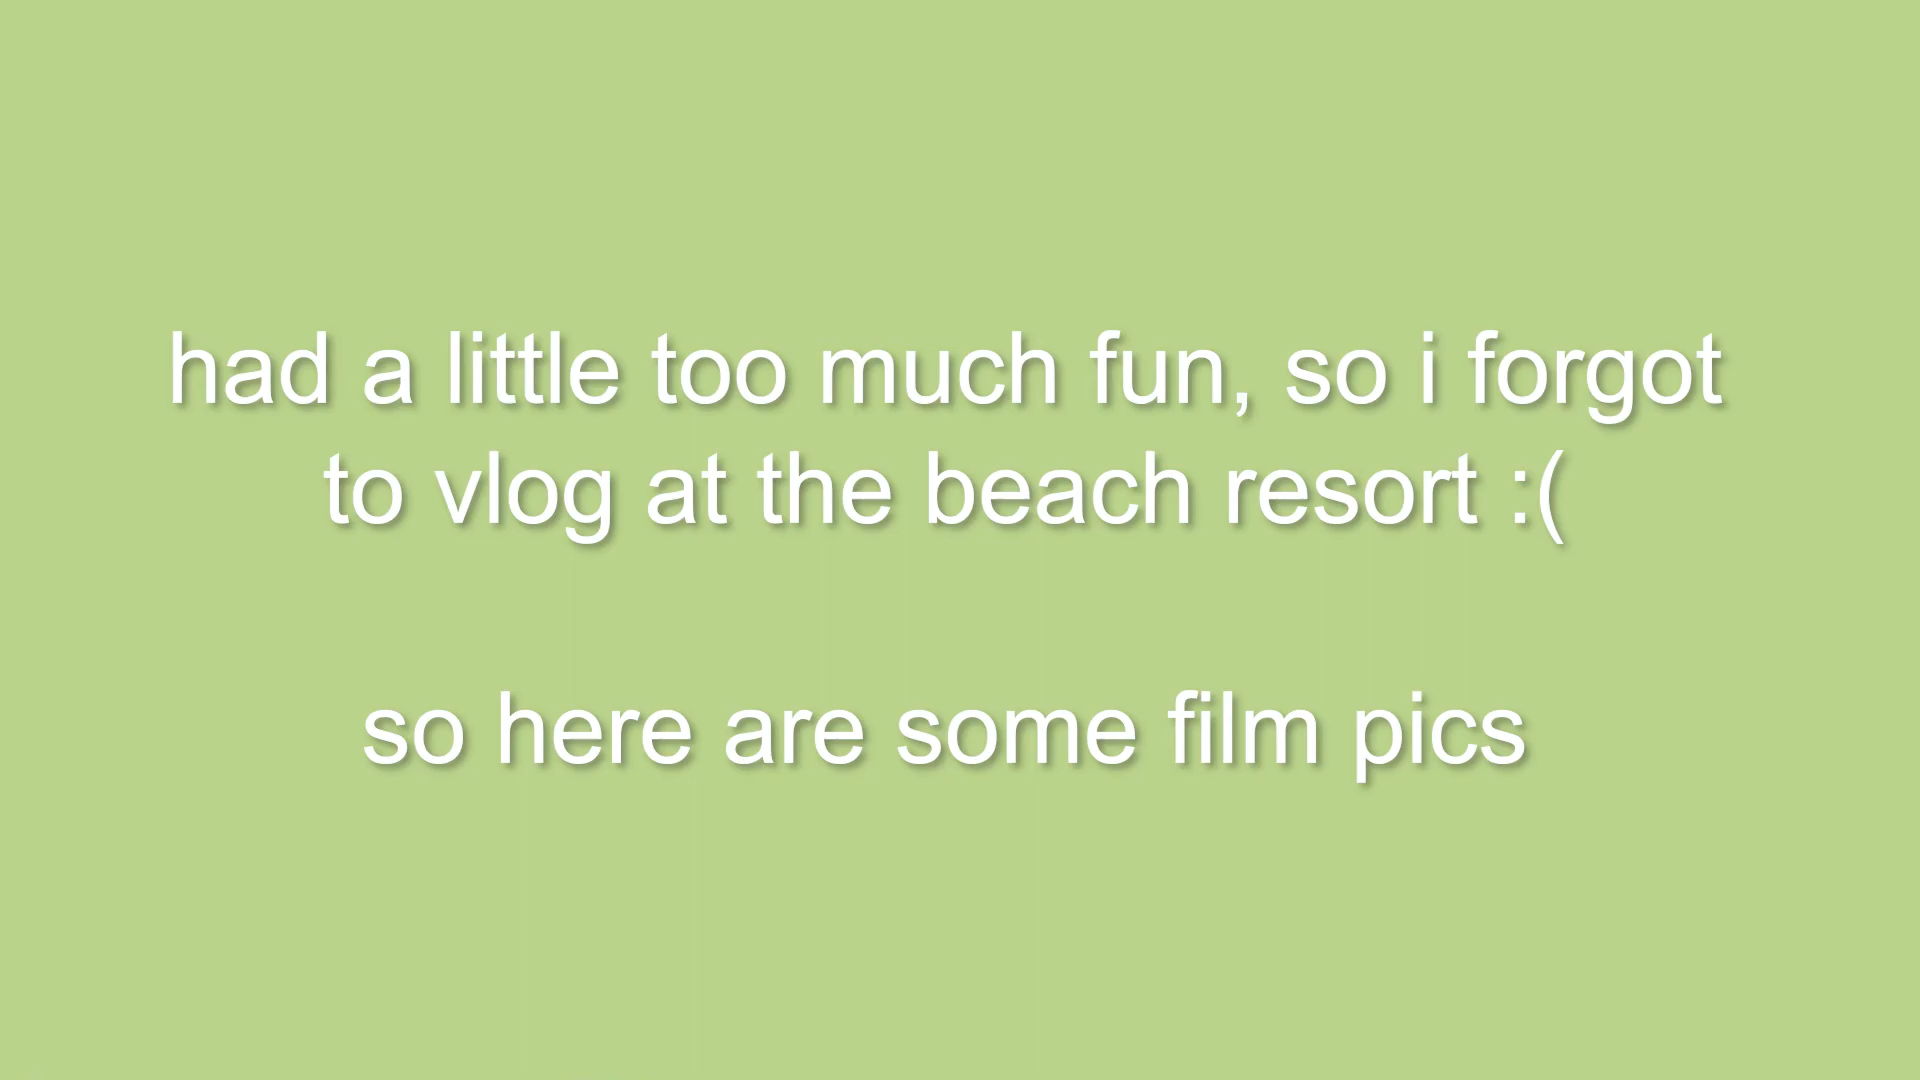 had a little too much fun, so i forgot
to vlog at the beach resort :(
so here are some film pics